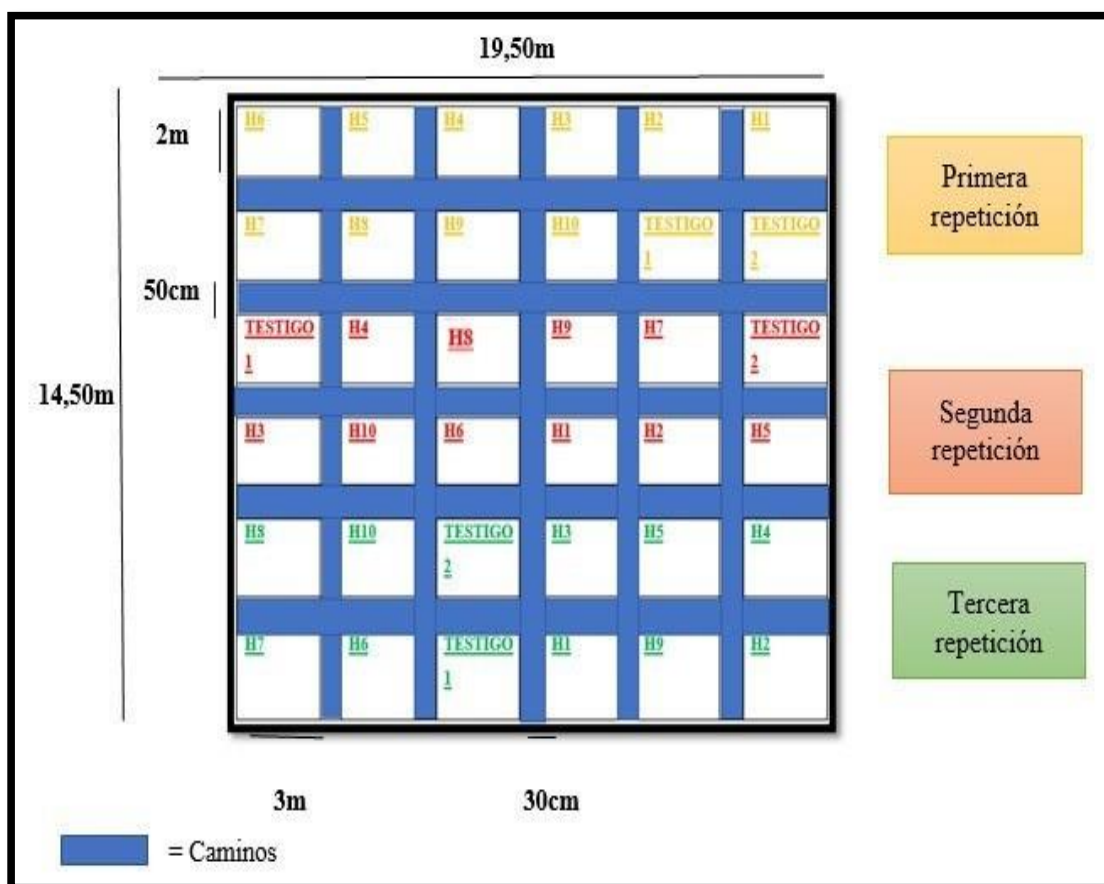 19,50m
2m
H6 H5 H4 H3 H2 H1
Primera
repetición
H7 H8 H9 H10 TESTIGO TESTIGO
1 2
50cm
TESTIGO H4 H8 H9 H7 TESTIGO
1 2
14,50m
Segunda
repetición
H3 H10 H6 H1 H2 H5
H8 H10 TESTIGO H3 H5 H4
2
Tercera
repetición
H7 H6 TESTIGO H1 H9 H2
1
3m 30cm
= Caminos